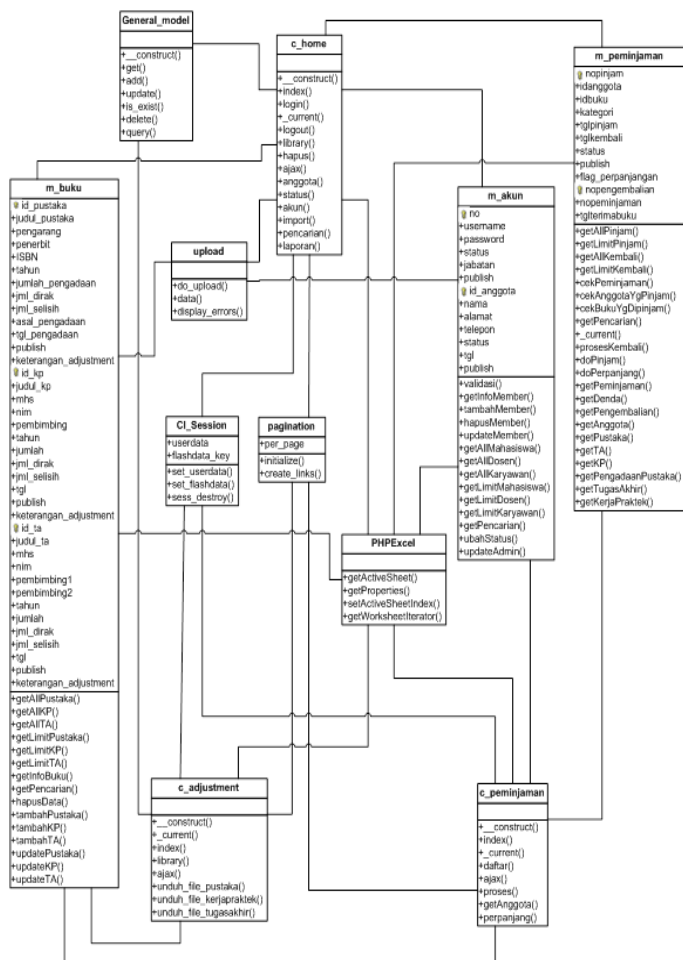 General_model
+__construct()
+get()
+add()
+update()
+is_exist()
+delete()
+query()
c_home
+__construct()
+index()
+login()
+_current()
+logout()
+library()
+hapus()
+ajax()
+anggota()
+status()
+akun()
+import()
+pencarian()
+laporan()
m_peminjaman
nopinjam
+idanggota
+idbuku
+kategori
+tglpinjam
+tglkembali
+status
+publish
+flag_perpanjangan
nopengembalian
+nopeminjaman
+tglterimabuku
+getAllPinjam()
+getLimitPinjam()
+getAllKembali()
+getLimitKembali()
+cekPeminjaman()
+cekAnggotaYgPinjam()
+cekBukuYgDipinjam()
+getPencarian()
+_current()
+prosesKembali()
+doPinjam()
+doPerpanjang()
+getPeminjaman()
+getDenda()
+getPengembalian()
+getAnggota()
+getPustaka()
+getTA()
+getKP()
+getPengadaanPustaka()
+getTugasAkhir()
+getKerjaPraktek()
m_buku
id_pustaka
+judul_pustaka
+pengarang
+penerbit
+ISBN
+tahun
+jumlah_pengadaan
+jml_dirak
+jml_selisih
+asal_pengadaan
+tgl_pengadaan
+publish
+keterangan_adjustment
id_kp
+judul_kp
+mhs
+nim
+pembimbing
+tahun
+jumlah
+jml_dirak
+jml_selisih
+tgl
+publish
+keterangan_adjustment
id_ta
+judul_ta
+mhs
+nim
+pembimbing1
+pembimbing2
+tahun
+jumlah
+jml_dirak
+jml_selisih
+tgl
+publish
+keterangan_adjustment
+getAllPustaka()
+getAllKP()
+getAllTA()
+getLimitPustaka()
+getLimitKP()
+getLimitTA()
+getInfoBuku()
+getPencarian()
+hapusData()
+tambahPustaka()
+tambahKP()
+tambahTA()
+updatePustaka()
+updateKP()
+updateTA()
upload
+do_upload()
+data()
+display_errors()
m_akun
no
+username
+password
+status
+jabatan
+publish
id_anggota
+nama
+alamat
+telepon
+status
+tgl
+publish
+validasi()
+getInfoMember()
+tambahMember()
+hapusMember()
+updateMember()
+getAllMahasiswa()
+getAllDosen()
+getAllKaryawan()
+getLimitMahasiswa()
+getLimitDosen()
+getLimitKaryawan()
+getPencarian()
+ubahStatus()
+updateAdmin()
CI_Session
+userdata
+flashdata_key
+set_userdata()
+set_flashdata()
+sess_destroy()
pagination
+per_page
+initialize()
+create_links()
PHPExcel
+getActiveSheet()
+getProperties()
+setActiveSheetIndex()
+getWorksheetIterator()
c_adjustment
+__construct()
+_current()
+index()
+library()
+ajax()
+unduh_file_pustaka()
+unduh_file_kerjapraktek()
+unduh_file_tugasakhir()
c_peminjaman
+__construct()
+index()
+_current()
+daftar()
+ajax()
+proses()
+getAnggota()
+perpanjang()